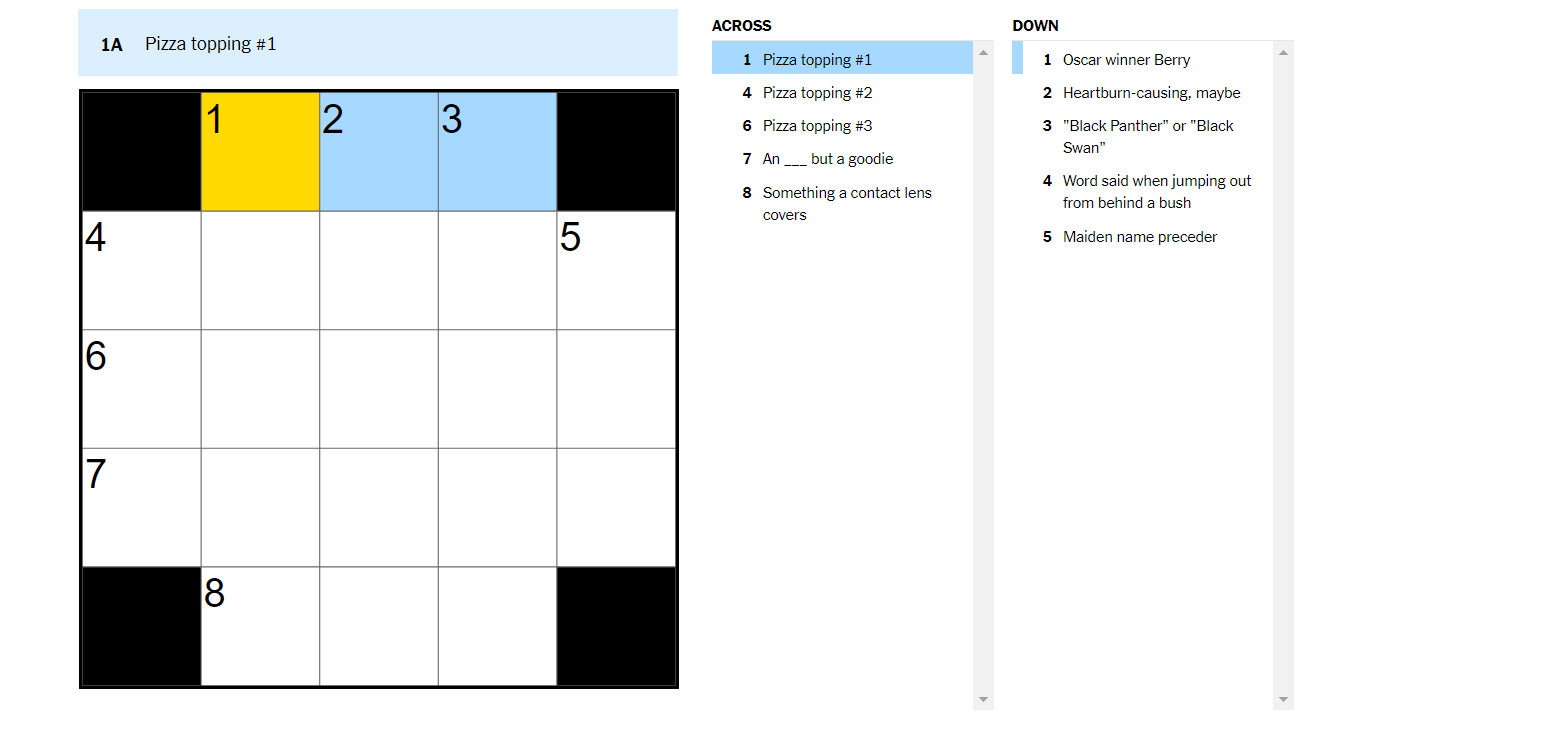 1A Pizza topping #1
1 2 3
4 5
6
7
8
ACROSS
1 Pizza topping #1
4 Pizza topping #2
6 Pizza topping #3
7 An ___ but a goodie
8 Something a contact lens
covers
DOWN
1 Oscar winner Berry
2 Heartburn-causing, maybe
3 "Black Panther" or "Black
Swan"
4 Word said when jumping out
from behind a bush
5 Maiden name preceder